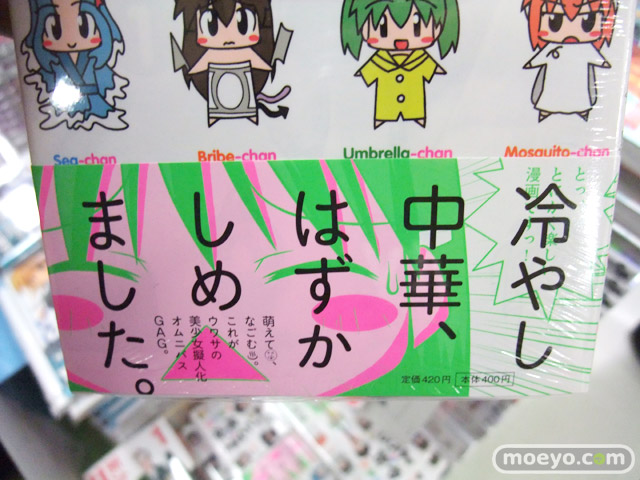 Sea-chan
Bribe-chan
Umbrella-chan
Mosquito-chan
冷やし
中華、
はずか
しめ
ました。
萌えて
なごむ
これが
ウワサの
美少女擬人化
オムニバス
GAG。
定価420円
本体400円
moeyo.com